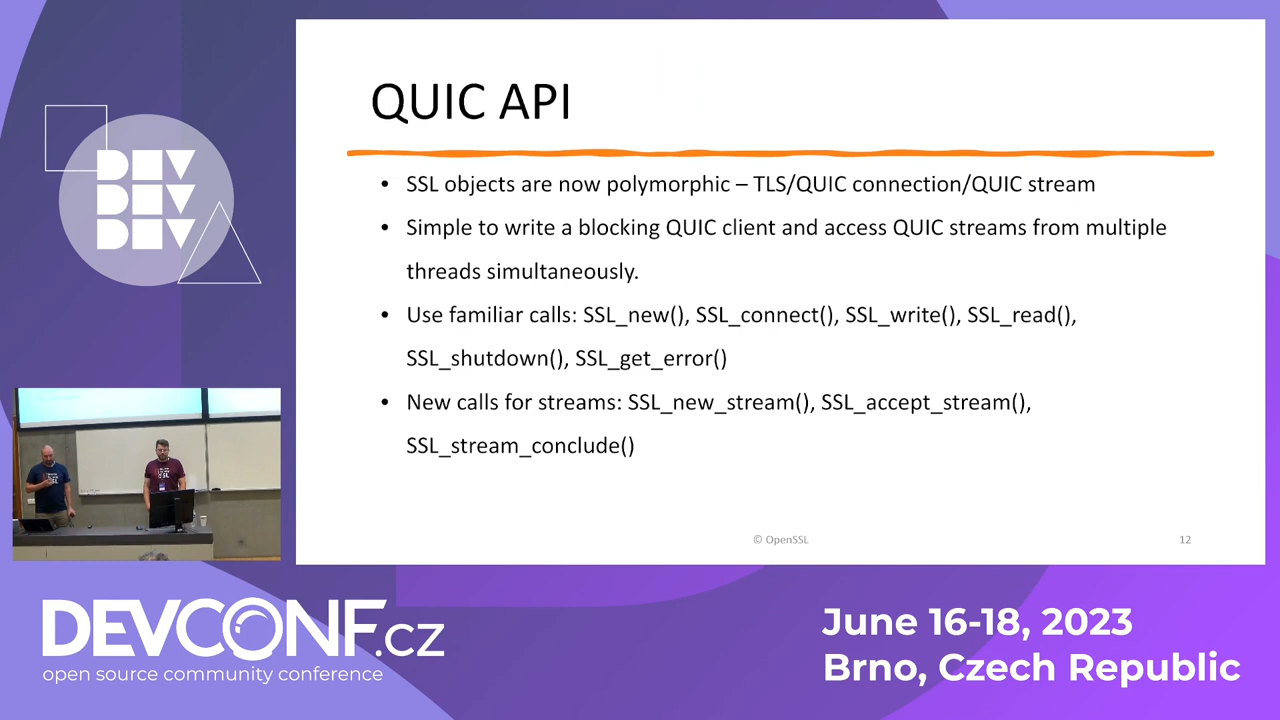 QUIC API
• SSL objects are now polymorphic – TLS/QUIC connection/QUIC stream
• Simple to write a blocking QUIC client and access QUIC streams from multiple
threads simultaneously.
• Use familiar calls: SSL_new(), SSL_connect(), SSL_write(), SSL_read(),
SSL_shutdown(), SSL_get_error()
• New calls for streams: SSL_new_stream(), SSL_accept_stream(),
SSL_stream_conclude()
© OpenSSL
12
DEV
DEV
DEV
DEVCONF.cz
open source community conference
June 16-18, 2023
Brno, Czech Republic